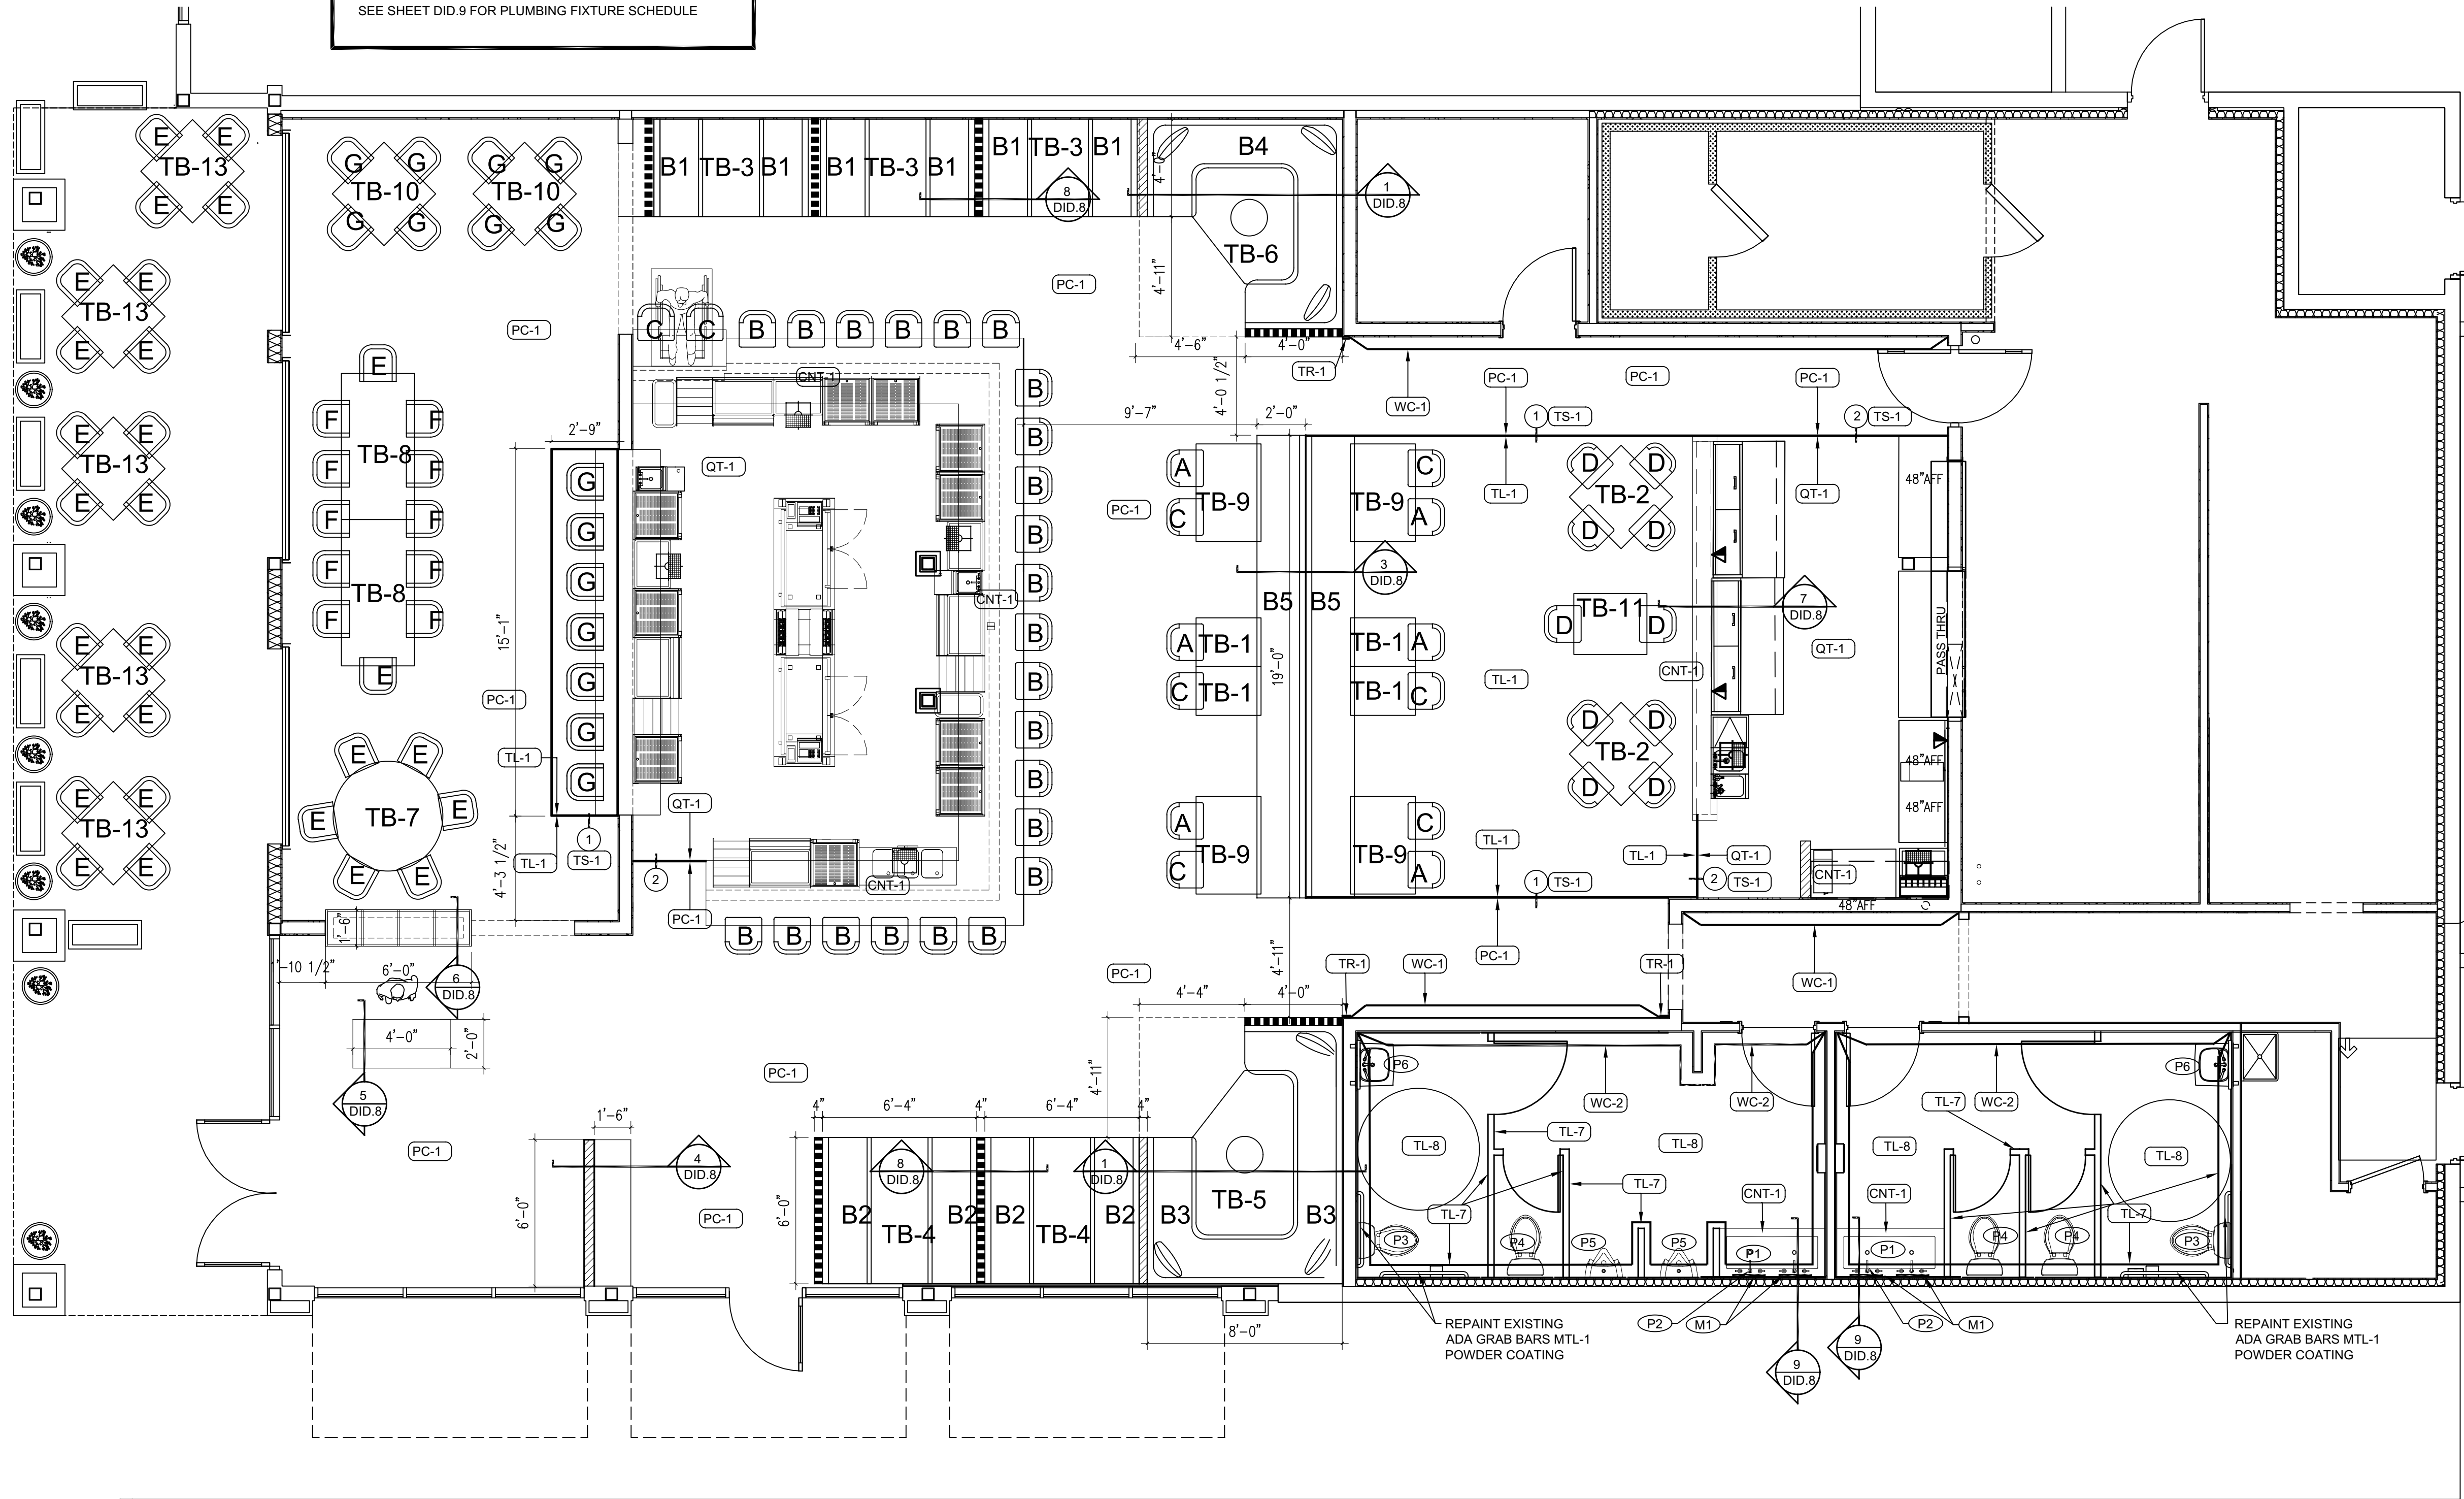 SEE SHEET DID.9 FOR PLUMBING FIXTURE SCHEDULE
E E
TB-13
E E
G G G G
TB-10 TB-10
G G G G
B1 TB-3 B1 B1 TB-3 B1 B1 TB-3 B1
B4
8
DID.8
1
DID.8
TB-6
4'-11"
E E
TB-13
E E
PC-1
PC-1
C C B B B B B B
4'-6" 4'-0"
TR-1
4'-0 1/2"
WC-1
PC-1 PC-1 PC-1
E
CNT-1
B
9'-7"
2'-0"
1 TS-1
2 TS-1
E E
TB-13
E E
F F
TB-8
F F
F F
F F
TB-8
F F
E
2'-9"
15'-1"
G
G
G
G
G
G
G
QT-1
CNT-1
B
B
B
B
B
B
B
B
B
B
PC-1
A
C
TB-9
TB-9
C
A
A TB-1
C TB-1
TB-1 A
TB-1 C
A
C
TB-9
TB-9
C
A
B5 B5
19'-0"
3
DID.8
TL-1
QT-1
D D
TB-2
D D
D TB-11 D
7
DID.8
TL-1
CNT-1
QT-1
D D
TB-2
D D
48"AFF
PASS THRU
48"AFF
48"AFF
E E
TB-13
E E
PC-1
TL-1
E E
E TB-7 E
E E
E E
TB-13
E E
TL-1
1
TS-1
4'-3 1/2"
QT-1
2
PC-1
CNT-1
B B B B B B
TL-1
1 TS-1
TL-1 QT-1
2 TS-1
CNT-1
48"AFF
PC-1
1'-6"
6'-0"
6
DID.8
4'-0"
2'-0"
5
DID.8
PC-1
4'-11"
TR-1 WC-1 TR-1
WC-1
4'-4" 4'-0"
PC-1
4'-11"
4" 6'-4" 4" 6'-4" 4"
1'-6"
PC-1
6'-0"
4
DID.8
PC-1
6'-0"
8
DID.8
1
DID.8
B2 TB-4 B2 B2 TB-4 B2
B3 TB-5 B3
8'-0"
P6 WC-2 WC-2 WC-2 P6
TL-7 TL-7
TL-8 TL-8 TL-8 TL-8
TL-7 TL-7 TL-7
CNT-1 CNT-1
P3 P4 P5 P5 P1 P1 P4 P4 P3
P2 M1 P2 M1
9
DID.8
9
DID.8
REPAINT EXISTING
ADA GRAB BARS MTL-1
POWDER COATING
REPAINT EXISTING
ADA GRAB BARS MTL-1
POWDER COATING